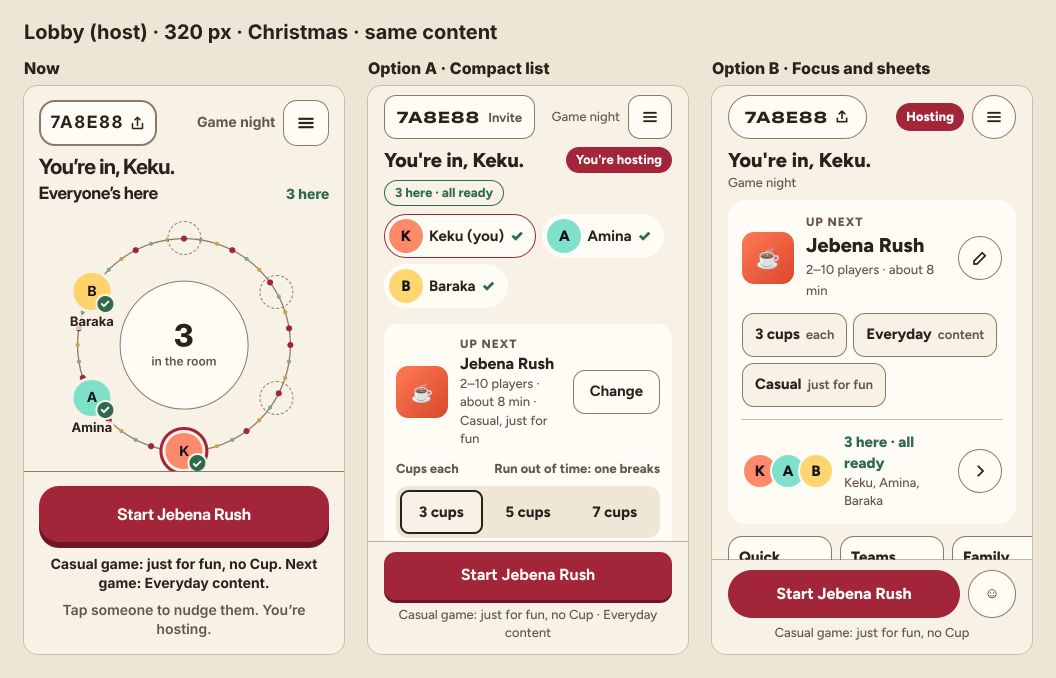 Lobby (host) · 320 px · Christmas · same content
Now
7A8E88
Game night
You’re in, Keku.
Everyone’s here
3 here
B
Baraka
3
in the room
A
Amina
K
Start Jebena Rush
Casual game: just for fun, no Cup. Next
game: Everyday content.
Tap someone to nudge them. You’re
hosting.
Option A · Compact list
7A8E88 Invite
Game night
You're in, Keku.
You're hosting
3 here · all ready
K Keku (you)
A Amina
B Baraka
UP NEXT
Jebena Rush
2–10 players ·
about 8 min ·
Casual, just for
fun
Change
Cups each
Run out of time: one breaks
3 cups
5 cups
7 cups
Start Jebena Rush
Casual game: just for fun, no Cup · Everyday
content
Option B · Focus and sheets
7A8E88
Hosting
You're in, Keku.
Game night
UP NEXT
Jebena Rush
2–10 players · about 8
min
3 cups each
Everyday content
Casual just for fun
K A B
3 here · all
ready
Keku, Amina,
Baraka
Quick
Teams
Family
Start Jebena Rush
Casual game: just for fun, no Cup